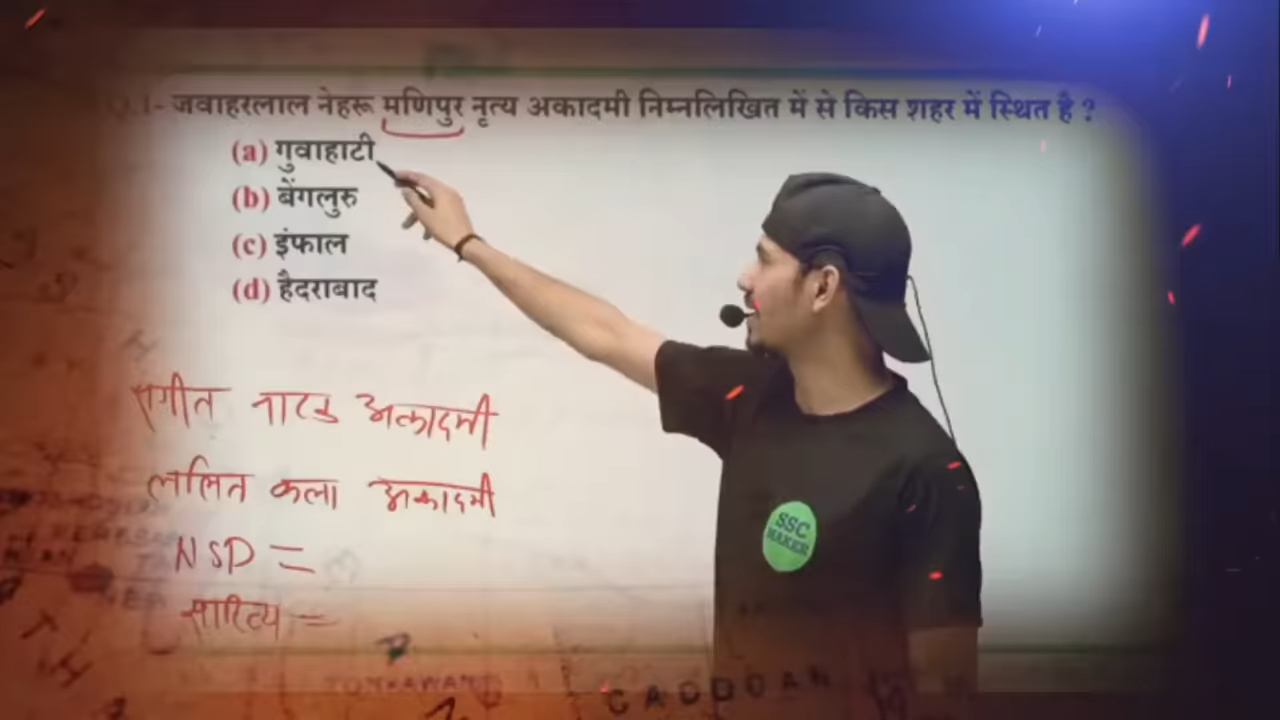 Q.1- जवाहरलाल नेहरू मणिपुर नृत्य अकादमी निम्नलिखित में से किस शहर में स्थित है ?
(a) गुवाहाटी
(b) बेंगलुरु
(c) इंफाल
(d) हैदराबाद
संगीत नाटक अकादमी
ललित कला अकादमी
NSD =
साहित्य =
SSC
MAKER
CADDOAN